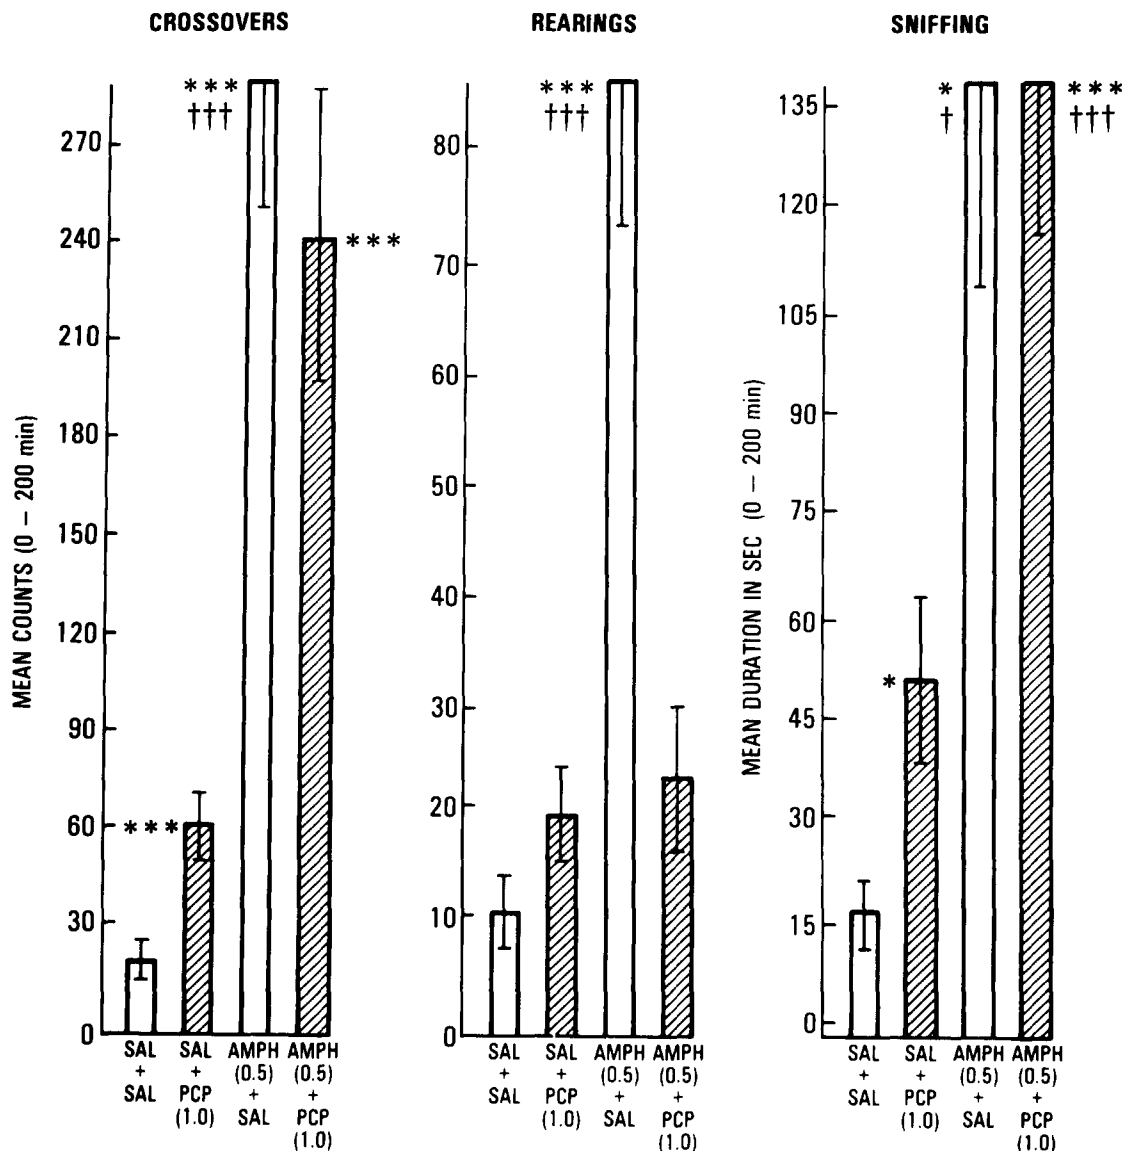 CROSSOVERS
REARINGS
SNIFFING
MEAN COUNTS (0 – 200 min)
270
240
210
180
150
120
90
60
30
0
***
†††
***
***
SAL + SAL
SAL + PCP (1.0)
AMPH (0.5) + SAL
AMPH (0.5) + PCP (1.0)
80
70
60
50
40
30
20
10
0
***
†††
SAL + SAL
SAL + PCP (1.0)
AMPH (0.5) + SAL
AMPH (0.5) + PCP (1.0)
MEAN DURATION IN SEC (0 – 200 min)
135
120
105
90
75
60
45
30
15
0
*
†
***
†††
*
SAL + SAL
SAL + PCP (1.0)
AMPH (0.5) + SAL
AMPH (0.5) + PCP (1.0)